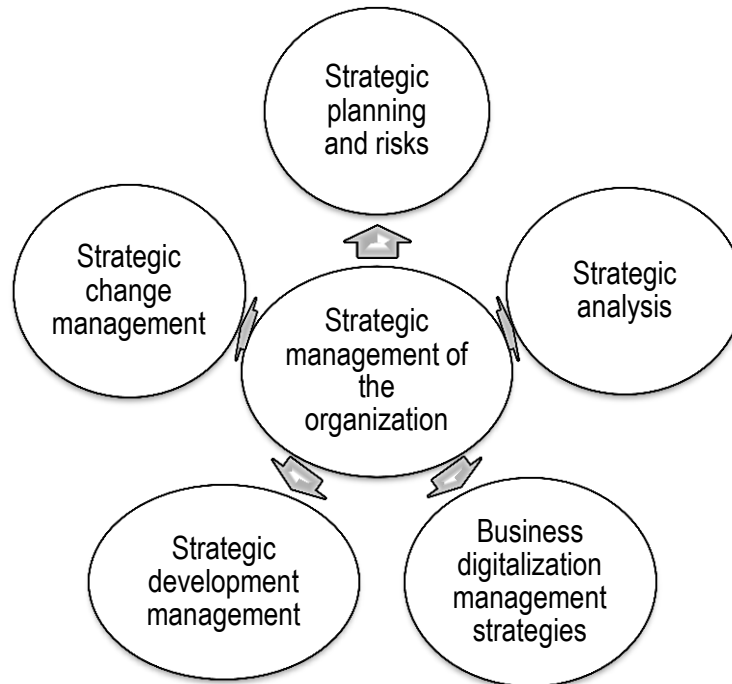 Strategic
planning
and risks
Strategic
change
management
Strategic
analysis
Strategic
management of
the
organization
Strategic
development
management
Business
digitalization
management
strategies